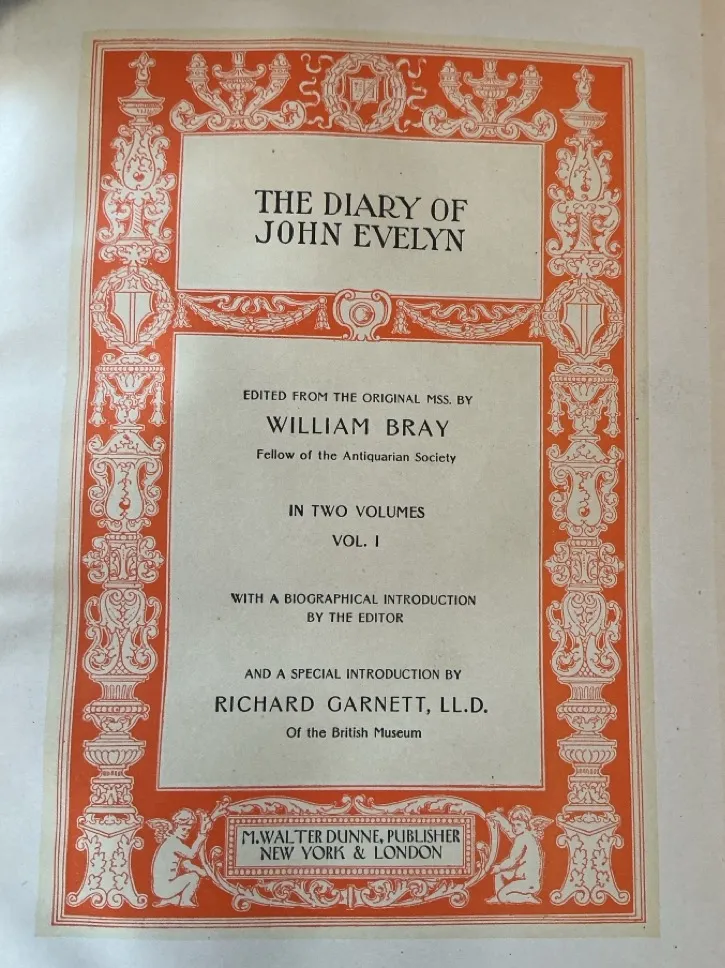 THE DIARY OF
JOHN EVELYN
EDITED FROM THE ORIGINAL MSS. BY
WILLIAM BRAY
Fellow of the Antiquarian Society
IN TWO VOLUMES
VOL. I
WITH A BIOGRAPHICAL INTRODUCTION
BY THE EDITOR
AND A SPECIAL INTRODUCTION BY
RICHARD GARNETT, LL.D.
Of the British Museum
M. WALTER DUNNE, PUBLISHER
NEW YORK & LONDON